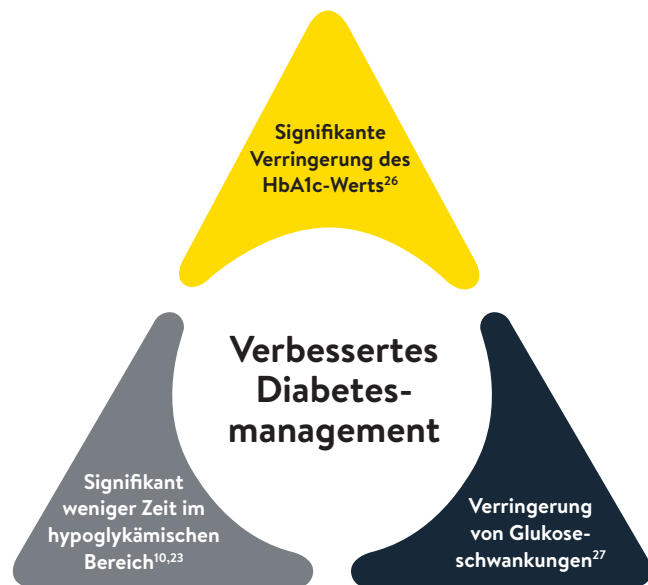 Signifikante
Verringerung des
HbA1c-Werts²⁶
Verbessertes
Diabetes-
management
Signifikant
weniger Zeit im
hypoglykämischen
Bereich¹⁰,²³
Verringerung
von Glukose-
schwankungen²⁷